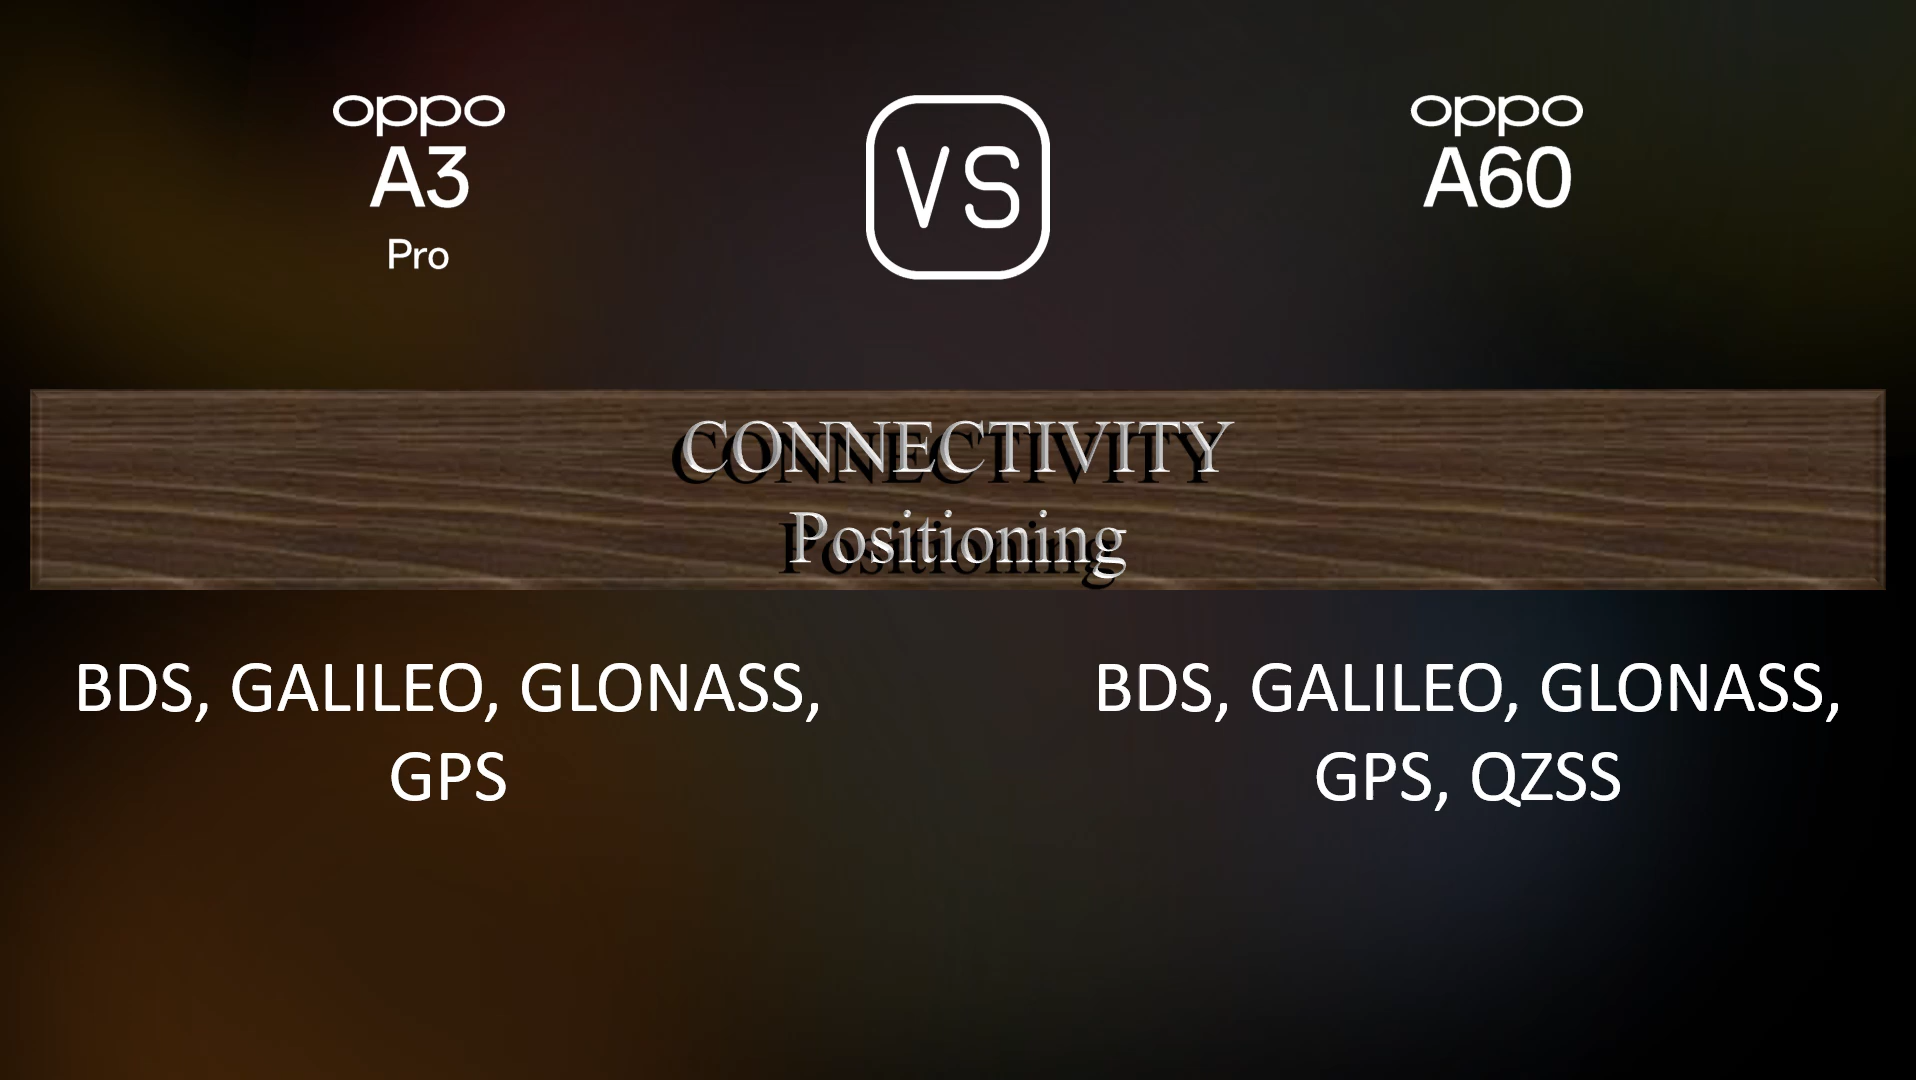 oppo
A3
Pro
VS
oppo
A60
CONNECTIVITY
Positioning
BDS, GALILEO, GLONASS,
GPS
BDS, GALILEO, GLONASS,
GPS, QZSS